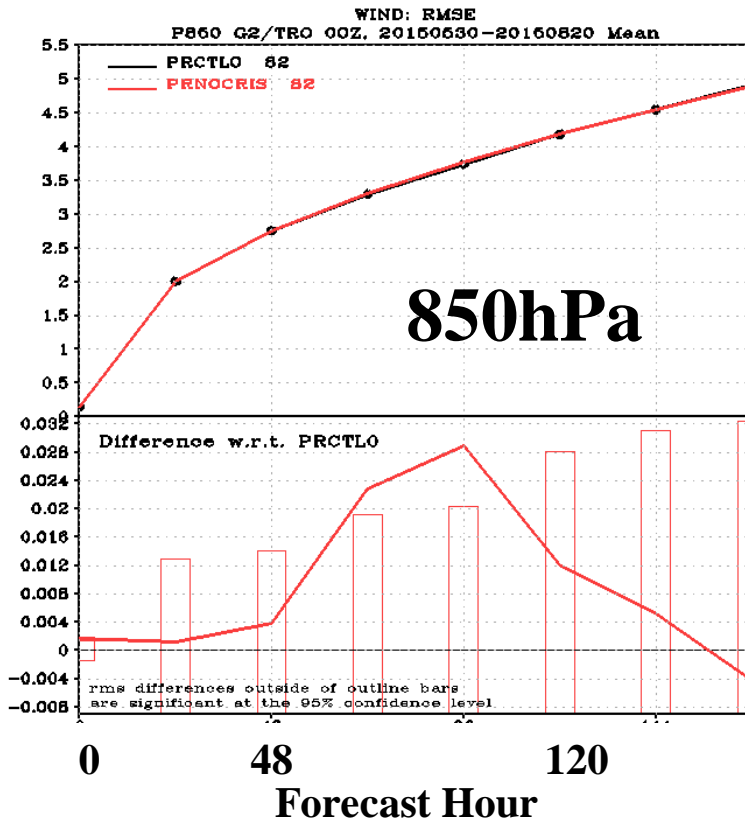 WIND: RMSE
P850 G2/TRO 00Z, 20150530-20160820 Mean
5.5
5
4.5
4
3.5
3
2.5
2
1.5
1
0.5
0
PRCTLO 82
PRNOCRIS 82
850hPa
0.032
0.028
0.024
0.02
0.016
0.012
0.008
0.004
0
-0.004
-0.008
Difference w.r.t. PRCTLO
rms differences outside of outline bars
are significant at the 95% confidence level
0 48 120
Forecast Hour